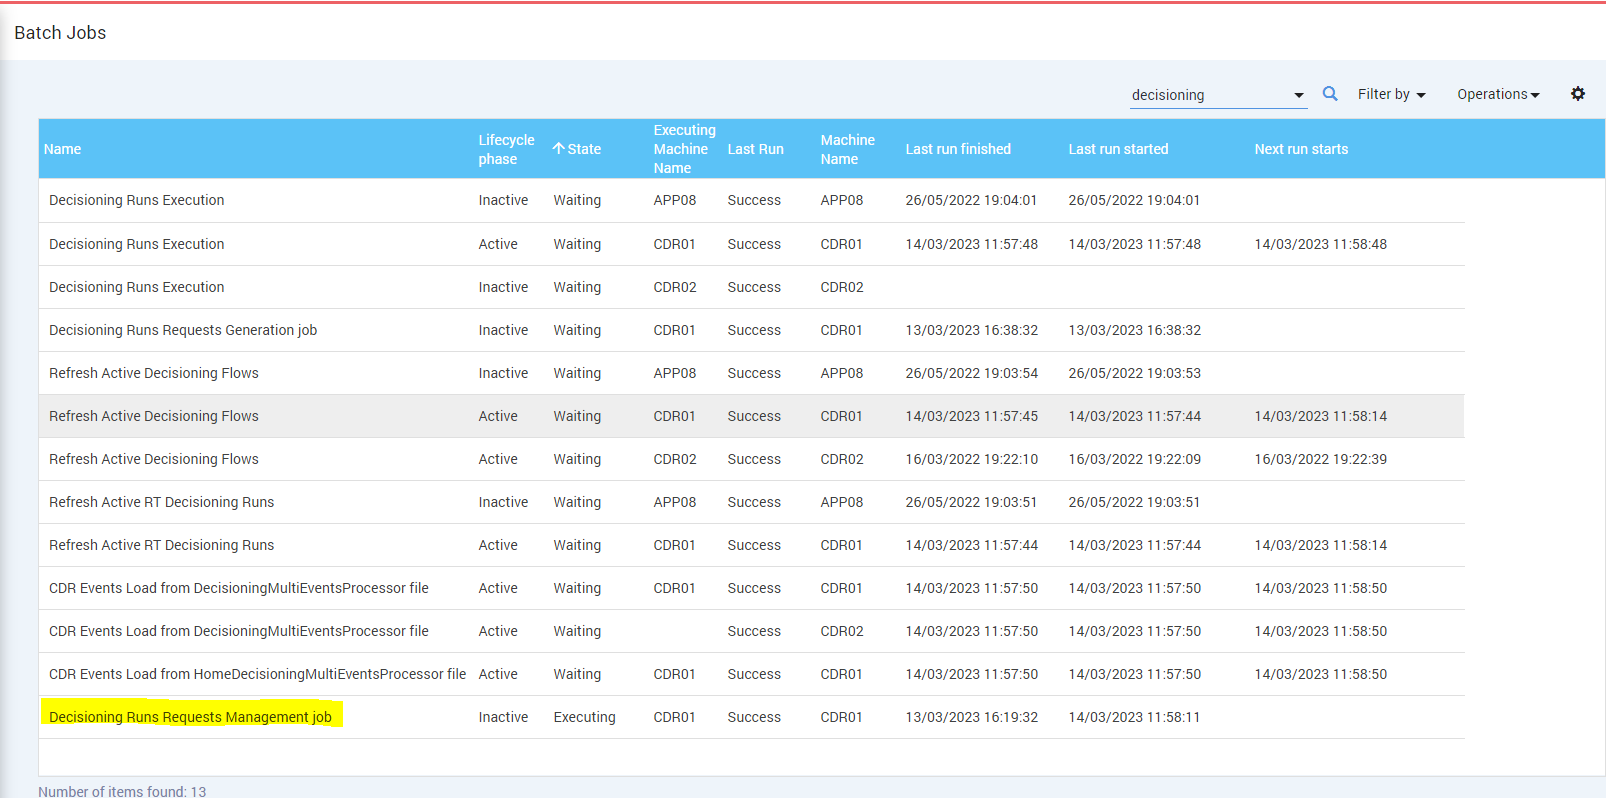 Batch Jobs
decisioning Filter by Operations
Name Lifecycle phase State Executing Machine Name Last Run Machine Name Last run finished Last run started Next run starts
Decisioning Runs Execution Inactive Waiting APP08 Success APP08 26/05/2022 19:04:01 26/05/2022 19:04:01
Decisioning Runs Execution Active Waiting CDR01 Success CDR01 14/03/2023 11:57:48 14/03/2023 11:57:48 14/03/2023 11:58:48
Decisioning Runs Execution Inactive Waiting CDR02 Success CDR02
Decisioning Runs Requests Generation job Inactive Waiting CDR01 Success CDR01 13/03/2023 16:38:32 13/03/2023 16:38:32
Refresh Active Decisioning Flows Inactive Waiting APP08 Success APP08 26/05/2022 19:03:54 26/05/2022 19:03:53
Refresh Active Decisioning Flows Active Waiting CDR01 Success CDR01 14/03/2023 11:57:45 14/03/2023 11:57:44 14/03/2023 11:58:14
Refresh Active Decisioning Flows Active Waiting CDR02 Success CDR02 16/03/2022 19:22:10 16/03/2022 19:22:09 16/03/2022 19:22:39
Refresh Active RT Decisioning Runs Inactive Waiting APP08 Success APP08 26/05/2022 19:03:51 26/05/2022 19:03:51
Refresh Active RT Decisioning Runs Active Waiting CDR01 Success CDR01 14/03/2023 11:57:44 14/03/2023 11:57:44 14/03/2023 11:58:14
CDR Events Load from DecisioningMultiEventsProcessor file Active Waiting CDR01 Success CDR01 14/03/2023 11:57:50 14/03/2023 11:57:50 14/03/2023 11:58:50
CDR Events Load from DecisioningMultiEventsProcessor file Active Waiting Success CDR02 14/03/2023 11:57:50 14/03/2023 11:57:50 14/03/2023 11:58:50
CDR Events Load from HomeDecisioningMultiEventsProcessor file Active Waiting CDR01 Success CDR01 14/03/2023 11:57:50 14/03/2023 11:57:50 14/03/2023 11:58:50
Decisioning Runs Requests Management job Inactive Executing CDR01 Success CDR01 13/03/2023 16:19:32 14/03/2023 11:58:11
Number of items found: 13